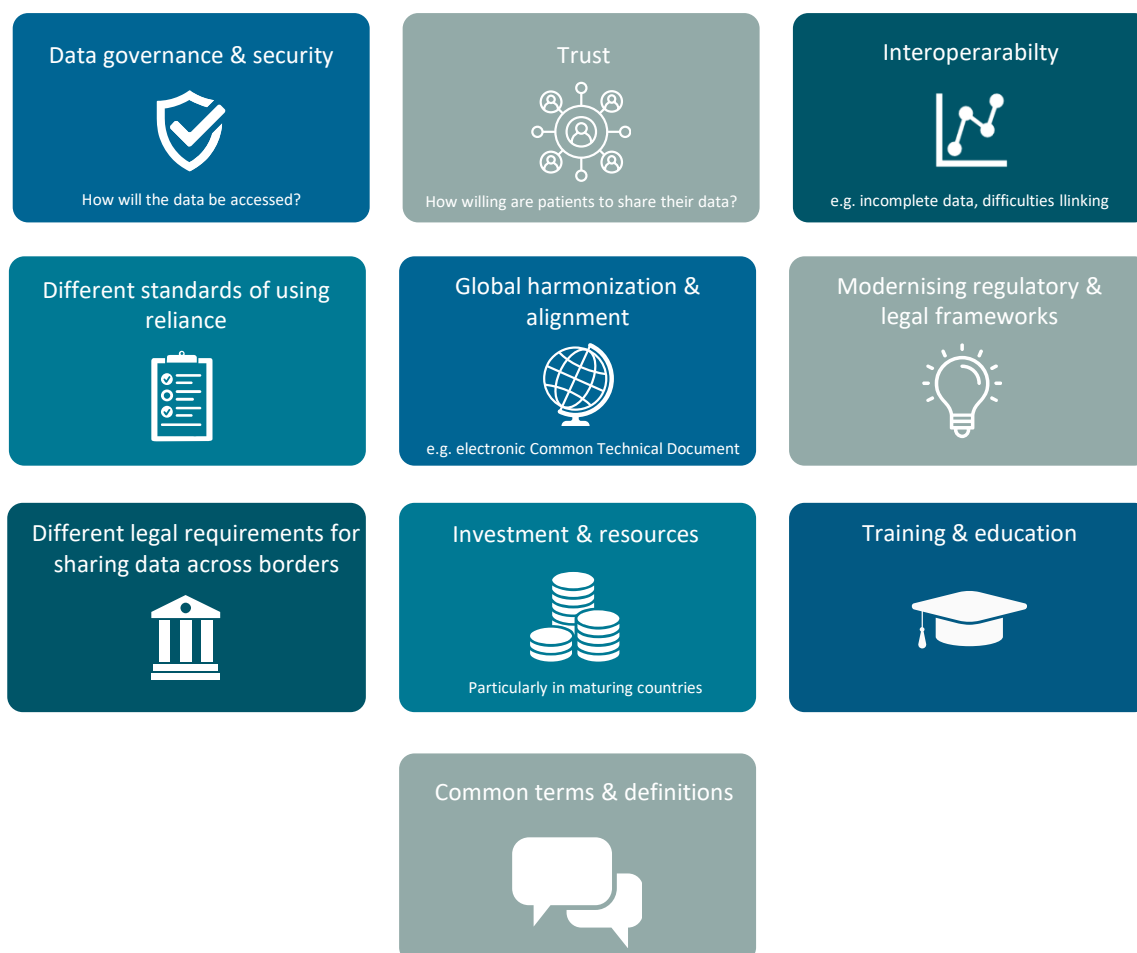 Data governance & security
How will the data be accessed?
Trust
How willing are patients to share their data?
Interoperarabilty
e.g. incomplete data, difficulties llinking
Different standards of using
reliance
Global harmonization &
alignment
e.g. electronic Common Technical Document
Modernising regulatory &
legal frameworks
Different legal requirements for
sharing data across borders
Investment & resources
Particularly in maturing countries
Training & education
Common terms & definitions